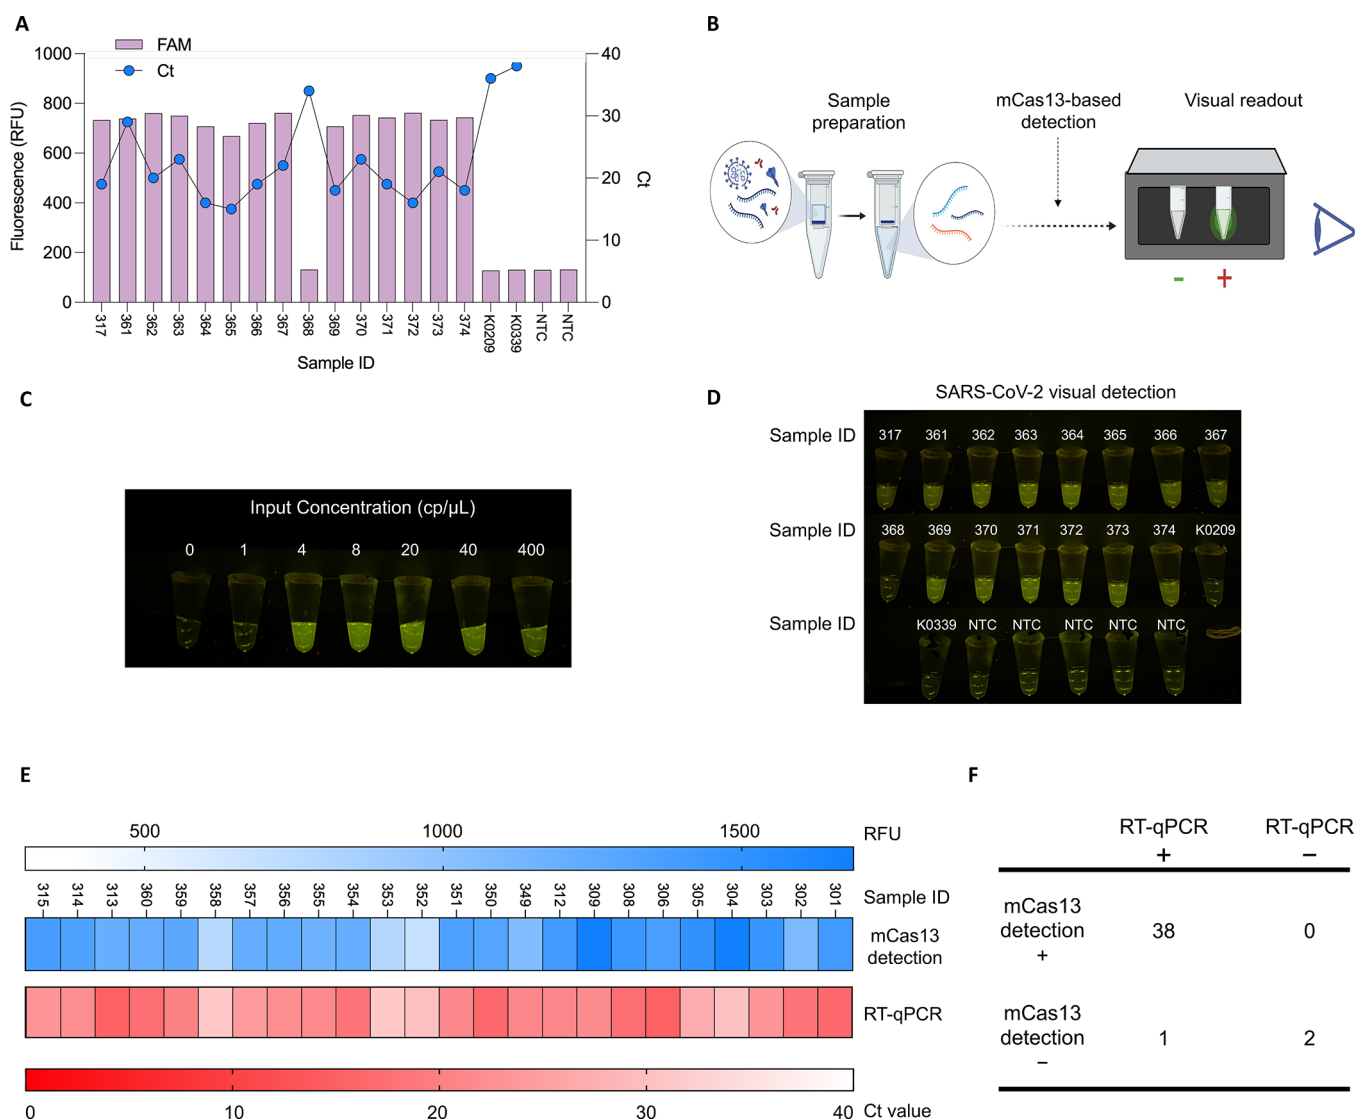 A
FAM
Ct
1000
800
600
400
200
0
Fluorescence (RFU)
40
30
20
10
0
Ct
317
361
362
363
364
365
366
367
368
369
370
371
372
373
374
K0209
K0339
NTC
NTC
Sample ID
B
Sample
preparation
mCas13-based
detection
Visual readout
-
+
C
Input Concentration (cp/µL)
0 1 4 8 20 40 400
D
SARS-CoV-2 visual detection
Sample ID 317 361 362 363 364 365 366 367
Sample ID 368 369 370 371 372 373 374 K0209
Sample ID K0339 NTC NTC NTC NTC NTC
E
500 1000 1500 RFU
315
314
313
360
359
358
357
356
355
354
353
352
351
350
349
312
309
308
306
305
304
303
302
301
Sample ID
mCas13
detection
RT-qPCR
0 10 20 30 40 Ct value
F
RT-qPCR RT-qPCR
+ −
mCas13
detection 38 0
+
mCas13
detection 1 2
−